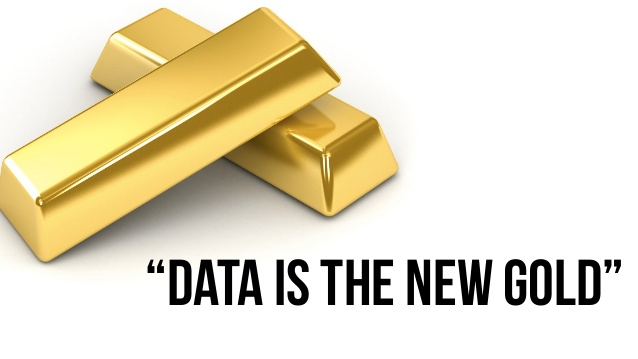 “DATA IS THE NEW GOLD”